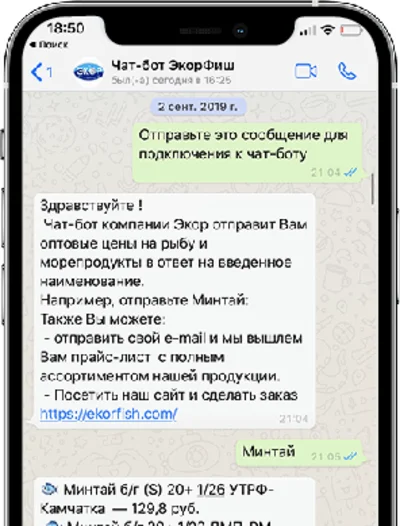 18:50
Поиск
1
ЭКОР
Чат-бот ЭкорФиш
был(-а) сегодня в 16:25
2 сент. 2019 г.
Отправьте это сообщение для
подключения к чат-боту
21:04
Здравствуйте !
Чат-бот компании Экор отправит Вам
оптовые цены на рыбу и
морепродукты в ответ на введенное
наименование.
Например, отправьте Минтай:
Также Вы можете:
- отправить свой e-mail и мы вышлем
Вам прайс-лист с полным
ассортиментом нашей продукции.
- Посетить наш сайт и сделать заказ
https://ekorfish.com/
21:04
Минтай
21:05
Минтай б/г (S) 20+ 1/26 УТРФ-
Камчатка — 129,8 руб.